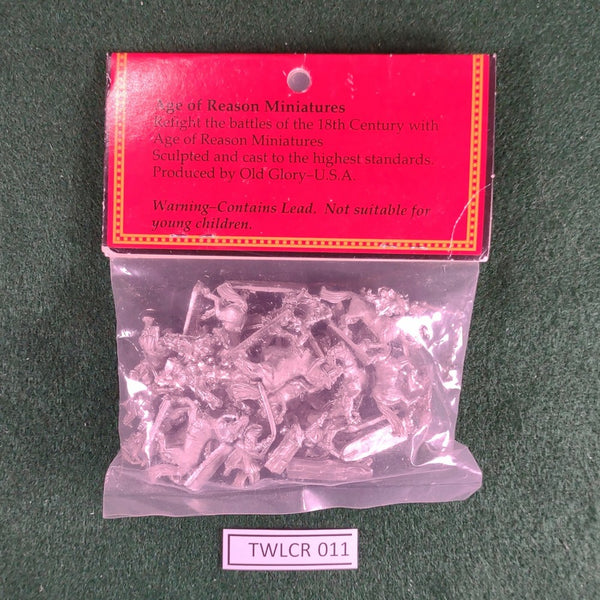 Age of Reason Miniatures
Refight the battles of the 18th Century with
Age of Reason Miniatures
Sculpted and cast to the highest standards.
Produced by Old Glory–U.S.A.
Warning–Contains Lead. Not suitable for
young children.
TWLCR 011